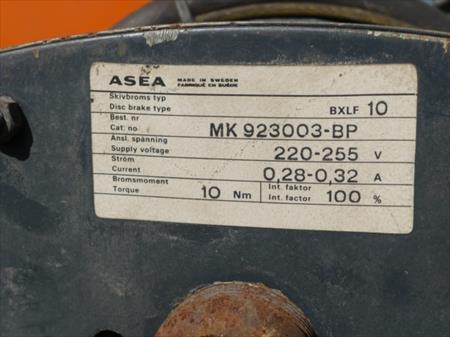 ASEA MADE IN SWEDEN
FABRIQUÉ EN SUÈDE
Skivbroms typ
Disc brake type BXLF 10
Best. nr
Cat. no MK 923003-BP
Ansl. spänning
Supply voltage 220-255 V
Ström
Current 0,28-0,32 A
Bromsmoment Int. faktor
Torque 10 Nm Int. factor 100 %